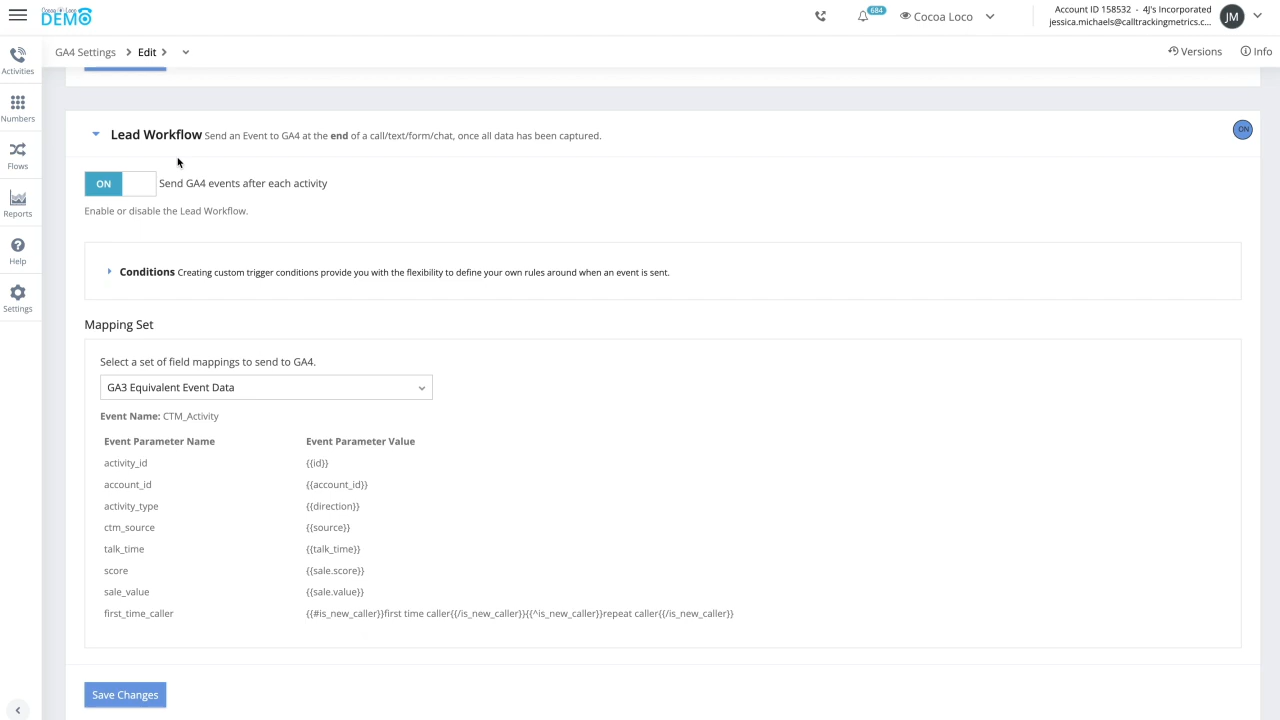 Cocoa Loco
DEMO
684
Cocoa Loco
Account ID 158532 - 4J's Incorporated
jessica.michaels@calltrackingmetrics.c...
JM
GA4 Settings
Edit
Versions
Info
Activities
Numbers
Flows
Reports
Help
Settings
Lead Workflow Send an Event to GA4 at the end of a call/text/form/chat, once all data has been captured.
ON
ON
Send GA4 events after each activity
Enable or disable the Lead Workflow.
Conditions Creating custom trigger conditions provide you with the flexibility to define your own rules around when an event is sent.
Mapping Set
Select a set of field mappings to send to GA4.
GA3 Equivalent Event Data
Event Name: CTM_Activity
Event Parameter Name Event Parameter Value
activity_id {{id}}
account_id {{account_id}}
activity_type {{direction}}
ctm_source {{source}}
talk_time {{talk_time}}
score {{sale.score}}
sale_value {{sale.value}}
first_time_caller {{#is_new_caller}}first time caller{{/is_new_caller}}{{^is_new_caller}}repeat caller{{/is_new_caller}}
Save Changes